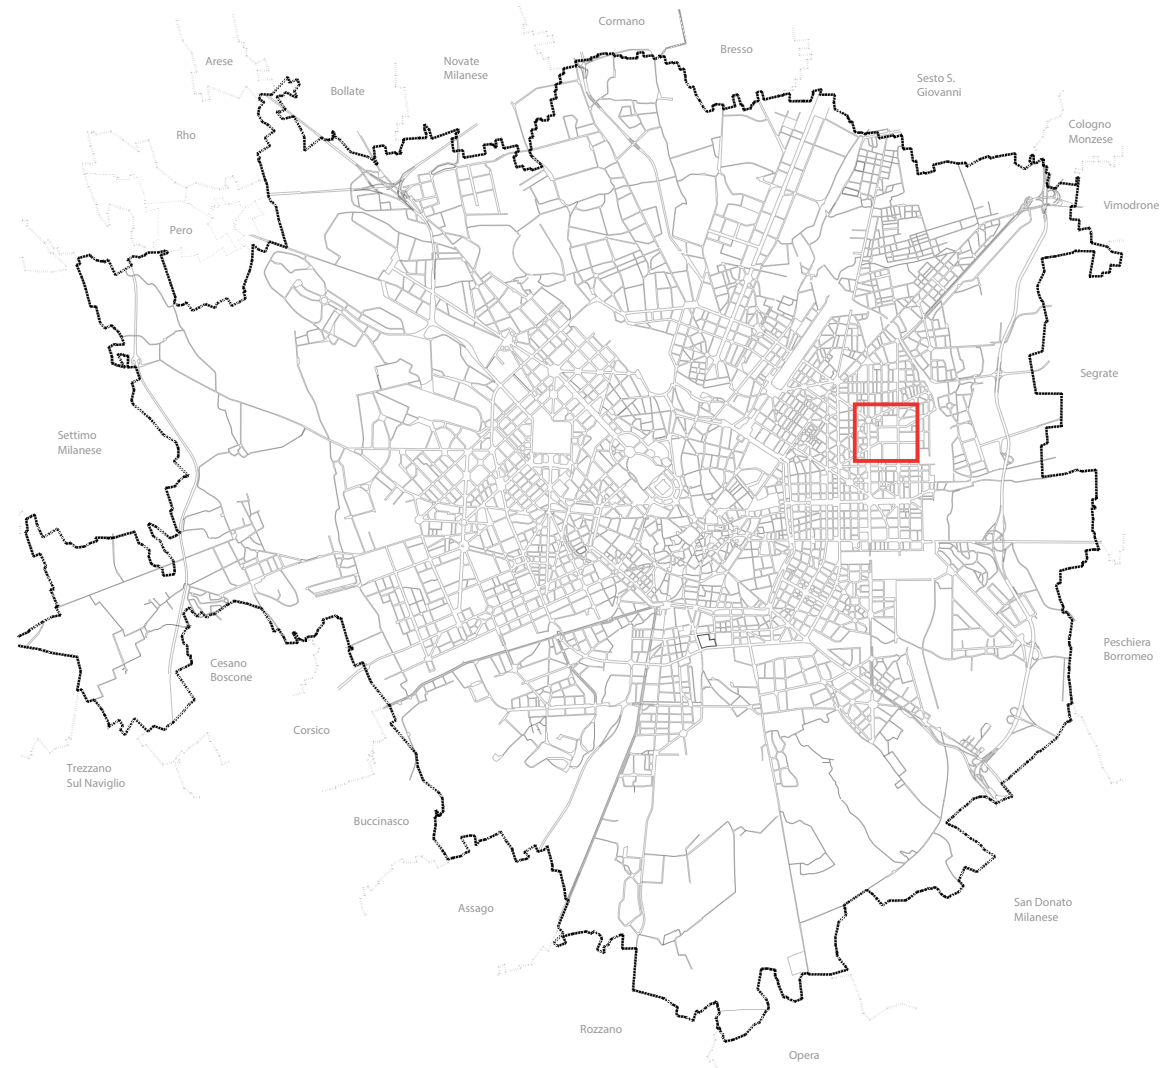 Cormano
Bresso
Arese
Novate
Milanese
Bollate
Sesto S.
Giovanni
Rho
Cologno
Monzese
Vimodrone
Pero
Segrate
Settimo
Milanese
Peschiera
Borromeo
Cesano
Boscone
Corsico
Trezzano
Sul Naviglio
Buccinasco
Assago
San Donato
Milanese
Rozzano
Opera